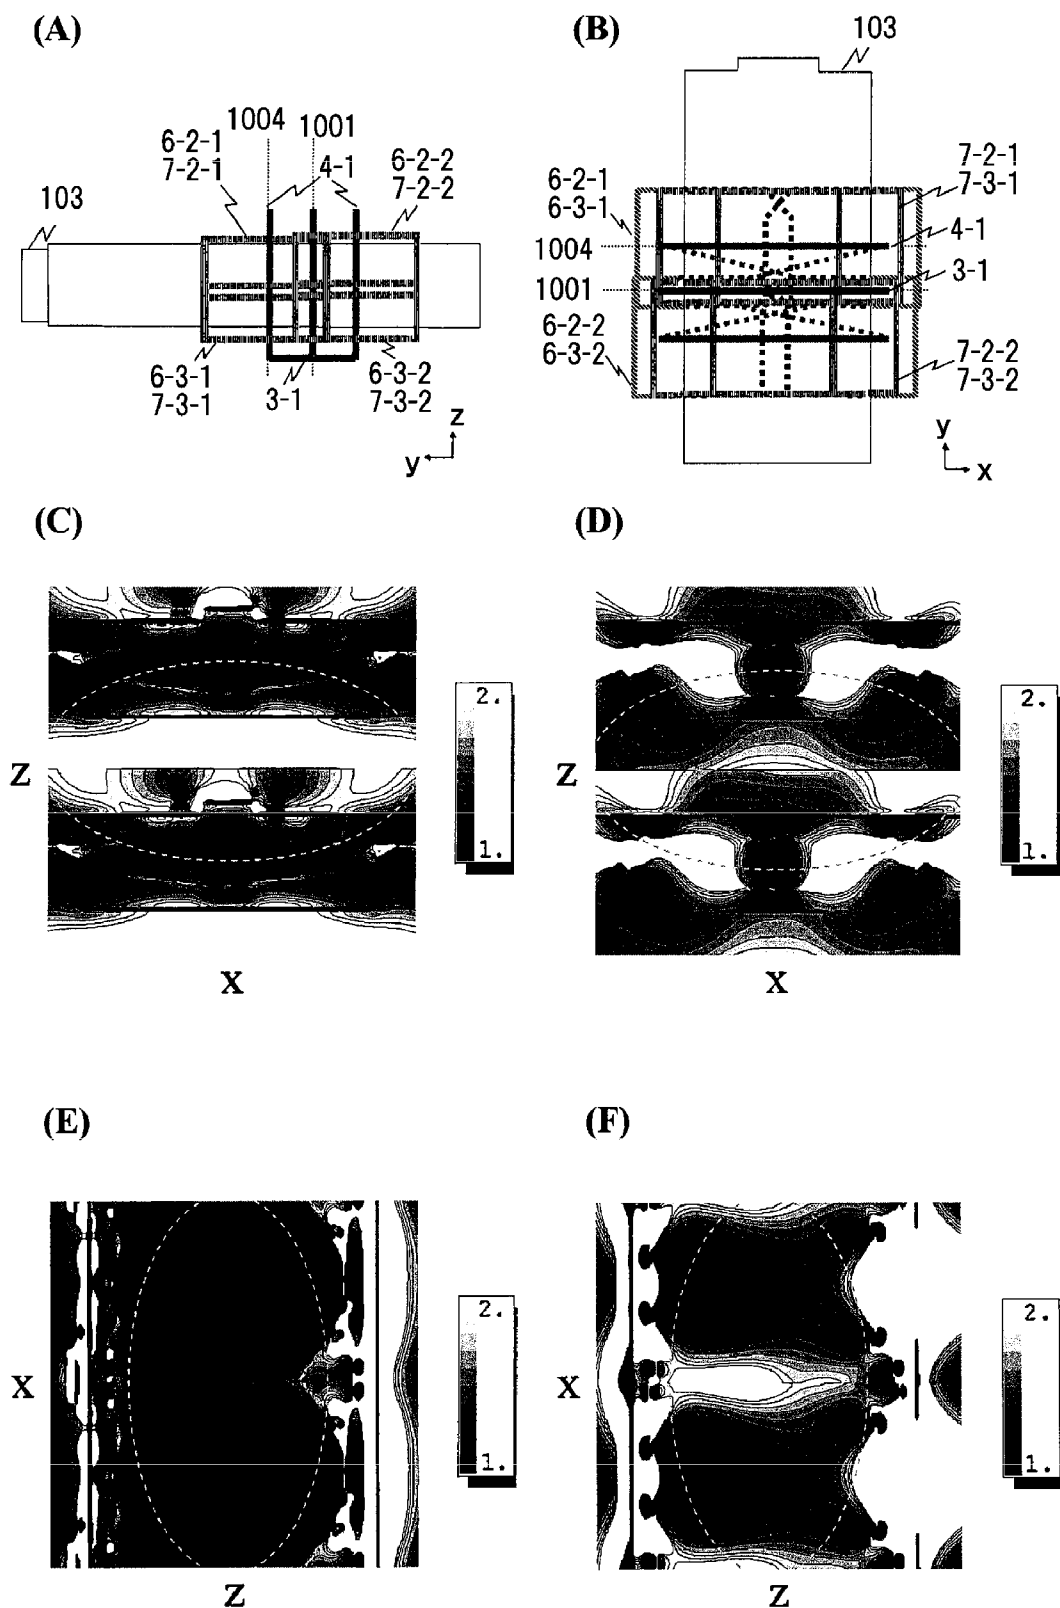 (A)
103
6-2-1
7-2-1
1004
1001
4-1
6-2-2
7-2-2
6-3-1
7-3-1
3-1
6-3-2
7-3-2
z
y
(B)
103
6-2-1
6-3-1
1004
1001
6-2-2
6-3-2
7-2-1
7-3-1
4-1
3-1
7-2-2
7-3-2
y
x
(C)
2.
1.
Z
X
(D)
2.
1.
Z
X
(E)
2.
1.
X
Z
(F)
2.
1.
X
Z